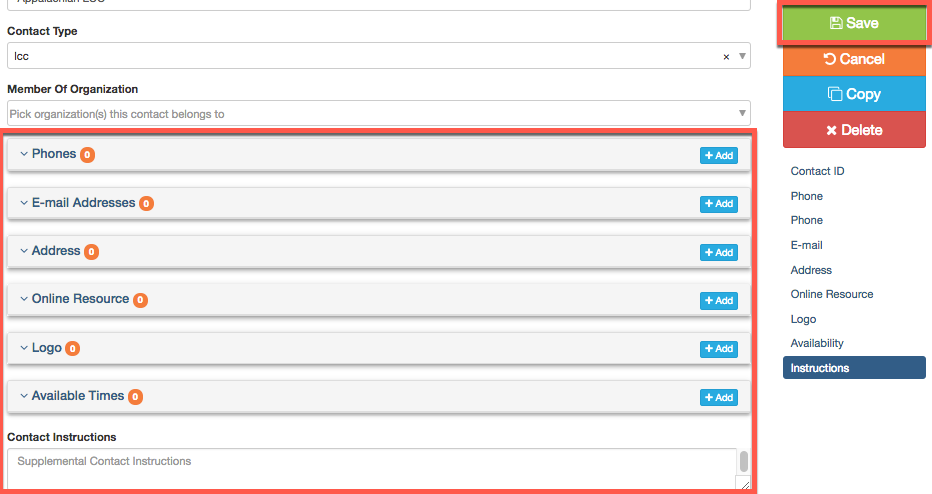 Contact Type
lcc
Member Of Organization
Pick organization(s) this contact belongs to
Phones 0
Add
E-mail Addresses 0
Add
Address 0
Add
Online Resource 0
Add
Logo 0
Add
Available Times 0
Add
Contact Instructions
Supplemental Contact Instructions
Save
Cancel
Copy
Delete
Contact ID
Phone
Phone
E-mail
Address
Online Resource
Logo
Availability
Instructions